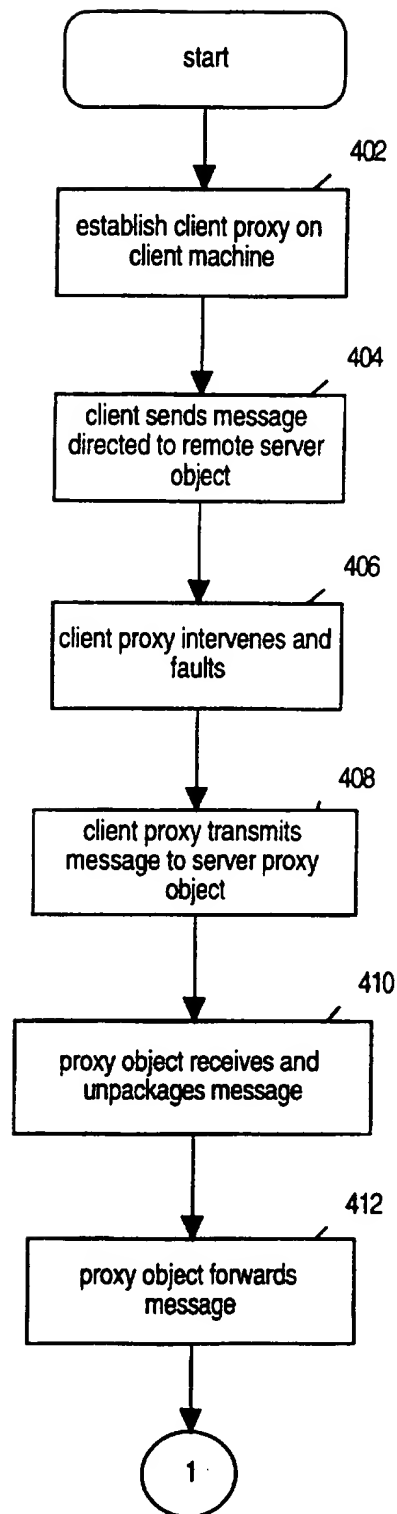 start
402
establish client proxy on
client machine
404
client sends message
directed to remote server
object
406
client proxy intervenes and
faults
408
client proxy transmits
message to server proxy
object
410
proxy object receives and
unpackages message
412
proxy object forwards
message
1